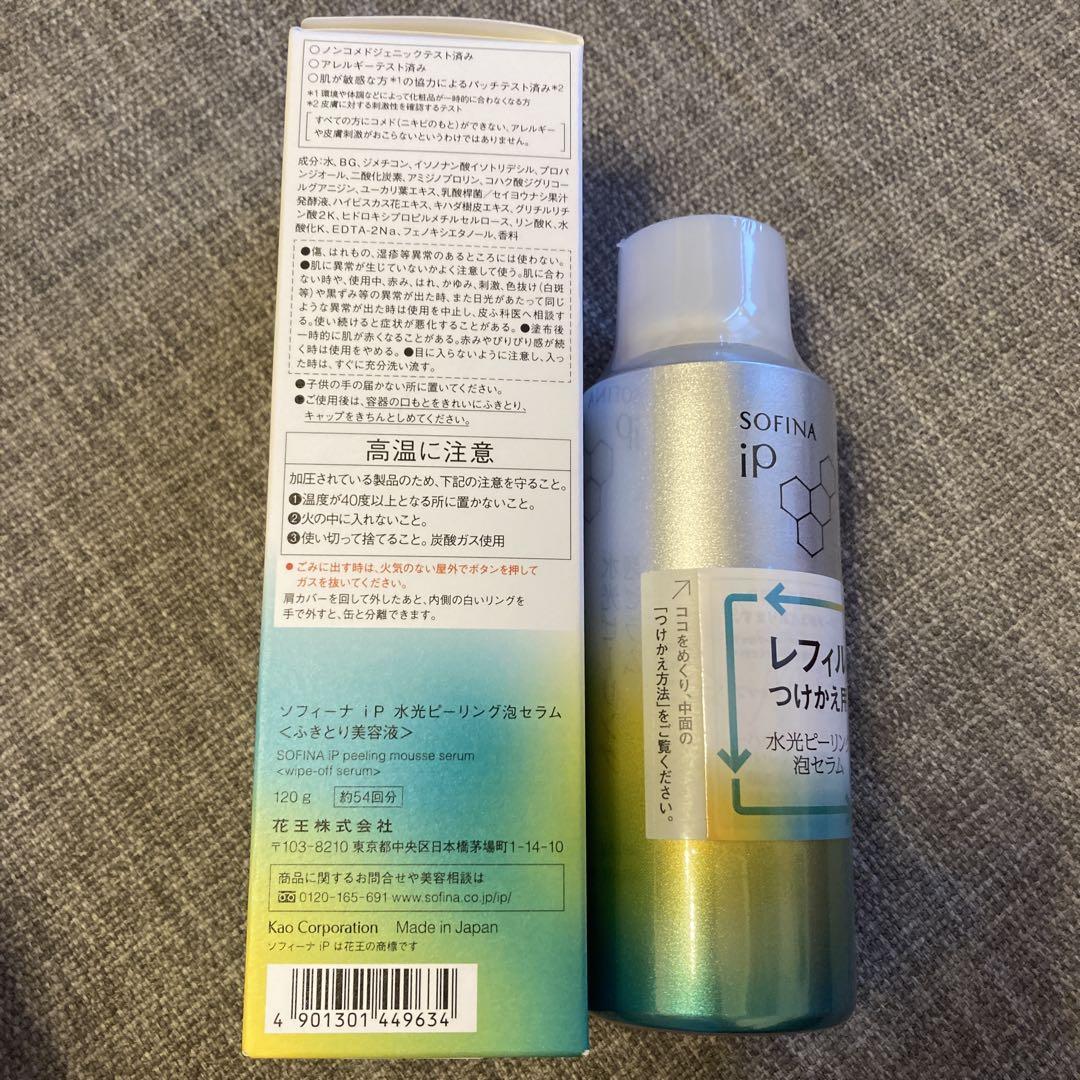 ○ノンコメドジェニックテスト済み
○アレルギーテスト済み
○肌が敏感な方*1の協力によるパッチテスト済み*2
*1 環境や体調などによって化粧品が一時的に合わなくなる方
*2 皮膚に対する刺激性を確認するテスト
すべての方にコメド(ニキビのもと)ができない、アレルギー
や皮膚刺激がおこらないというわけではありません。
成分:水、BG、ジメチコン、イソノナン酸イソトリデシル、プロパ
ンジオール、二酸化炭素、アミジノプロリン、コハク酸ジグリコー
ルグアニジン、ユーカリ葉エキス、乳酸桿菌/セイヨウナシ果汁
発酵液、ハイビスカス花エキス、キハダ樹皮エキス、グリチルリチ
ン酸2K、ヒドロキシプロピルメチルセルロース、リン酸K、水
酸化K、EDTA-2Na、フェノキシエタノール、香料
●傷、はれもの、湿疹等異常のあるところには使わない。
●肌に異常が生じていないかよく注意して使う。肌に合わ
ない時や、使用中、赤み、はれ、かゆみ、刺激、色抜け(白斑
等)や黒ずみ等の異常が出た時、また日光があたって同じ
ような異常が出た時は使用を中止し、皮ふ科医へ相談す
る。使い続けると症状が悪化することがある。●塗布後
一時的に肌が赤くなることがある。赤みやぴりぴり感が続
く時は使用をやめる。●目に入らないように注意し、入っ
た時は、すぐに充分洗い流す。
●子供の手の届かない所に置いてください。
●ご使用後は、容器の口もとをきれいにふきとり、
キャップをきちんとしめてください。
高温に注意
加圧されている製品のため、下記の注意を守ること。
❶温度が40度以上となる所に置かないこと。
❷火の中に入れないこと。
❸使い切って捨てること。炭酸ガス使用
●ごみに出す時は、火気のない屋外でボタンを押して
ガスを抜いてください。
肩カバーを回して外したあと、内側の白いリングを
手で外すと、缶と分離できます。
ソフィーナ iP 水光ピーリング泡セラム
<ふきとり美容液>
SOFINA iP peeling mousse serum
<wipe-off serum>
120g 約54回分
花王株式会社
〒103-8210 東京都中央区日本橋茅場町1-14-10
商品に関するお問合せや美容相談は
0120-165-691 www.sofina.co.jp/ip/
Kao Corporation Made in Japan
ソフィーナ iP は花王の商標です
4 901301 449634
SOFINA
iP
ココをめくり、中面の
「つけかえ方法」をご覧ください。
レフィル
つけかえ用
水光ピーリング
泡セラム